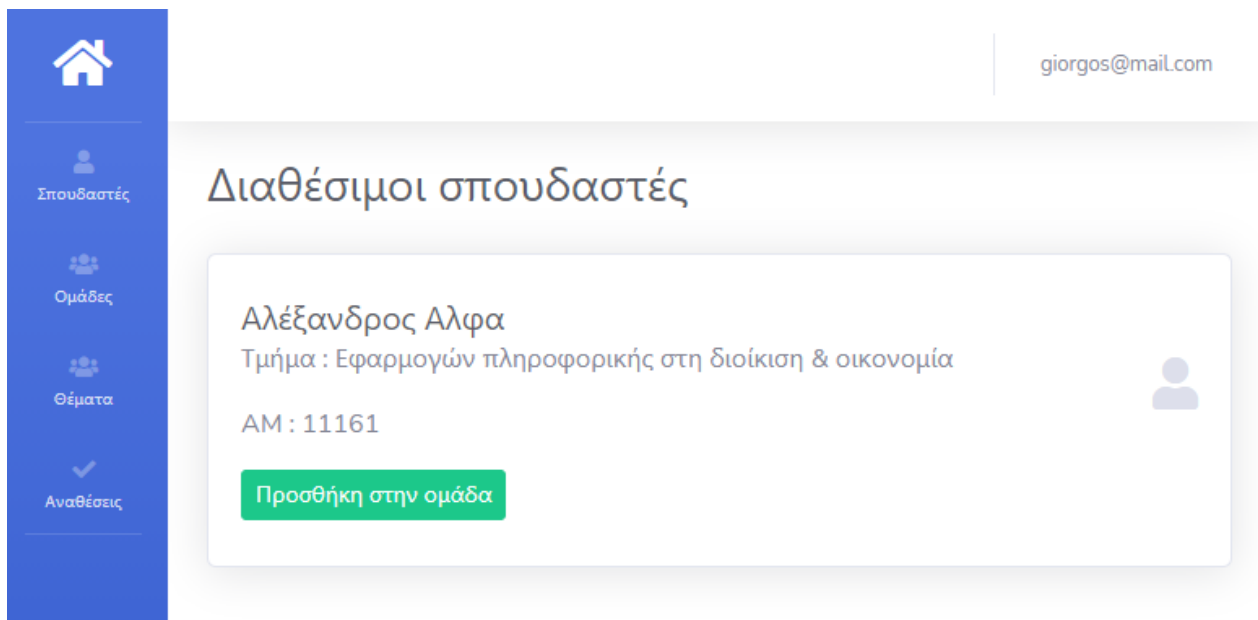 giorgos@mail.com
Σπουδαστές
Ομάδες
Θέματα
Αναθέσεις
Διαθέσιμοι σπουδαστές
Αλέξανδρος Αλφα
Τμήμα : Εφαρμογών πληροφορικής στη διοίκιση & οικονομία
ΑΜ : 11161
Προσθήκη στην ομάδα